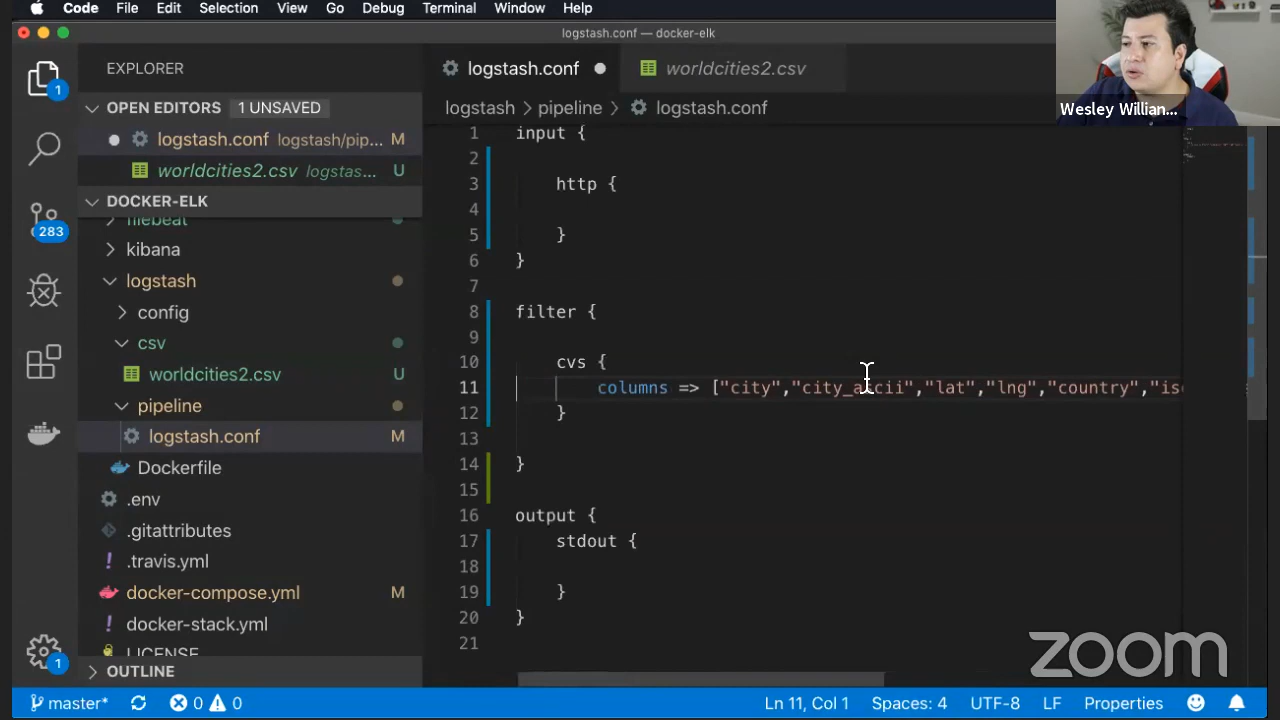 Code File Edit Selection View Go Debug Terminal Window Help
logstash.conf — docker-elk
Wesley Willian...
EXPLORER
OPEN EDITORS 1 UNSAVED
logstash.conf logstash/pip... M
worldcities2.csv logstas... U
DOCKER-ELK
filebeat
kibana
logstash
config
csv
worldcities2.csv U
pipeline
logstash.conf M
Dockerfile
.env
.gitattributes
.travis.yml
docker-compose.yml M
docker-stack.yml
LICENSE
OUTLINE
1
283
1
logstash.conf
worldcities2.csv
logstash > pipeline > logstash.conf
1 input {
2
3 http {
4
5 }
6 }
7
8 filter {
9
10 cvs {
11 columns => ["city","city_ascii","lat","lng","country","iso
12 }
13
14 }
15
16 output {
17 stdout {
18
19 }
20 }
21
zoom
master* 0 0 Ln 11, Col 1 Spaces: 4 UTF-8 LF Properties